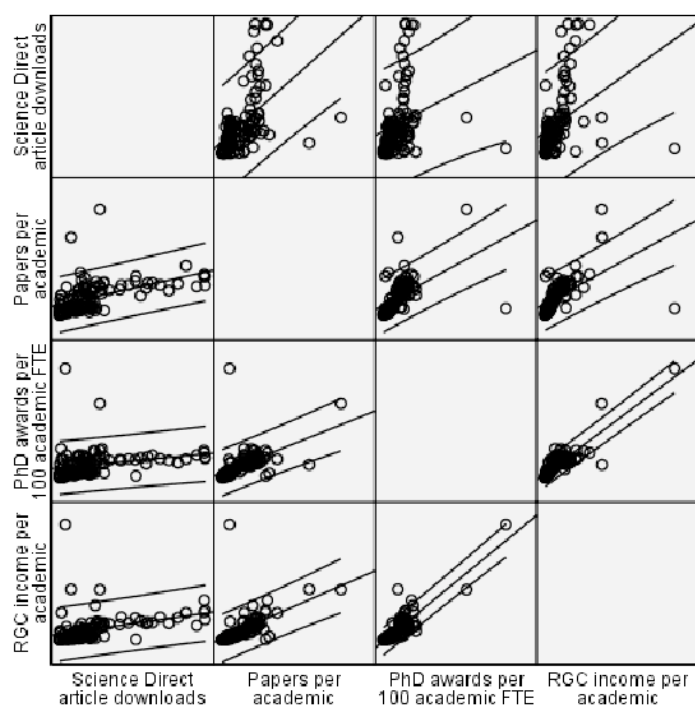 Science Direct
article downloads
Papers per
academic
PhD awards per
100 academic FTE
RGC income per
academic
Science Direct
article downloads
Papers per
academic
PhD awards per
100 academic FTE
RGC income per
academic